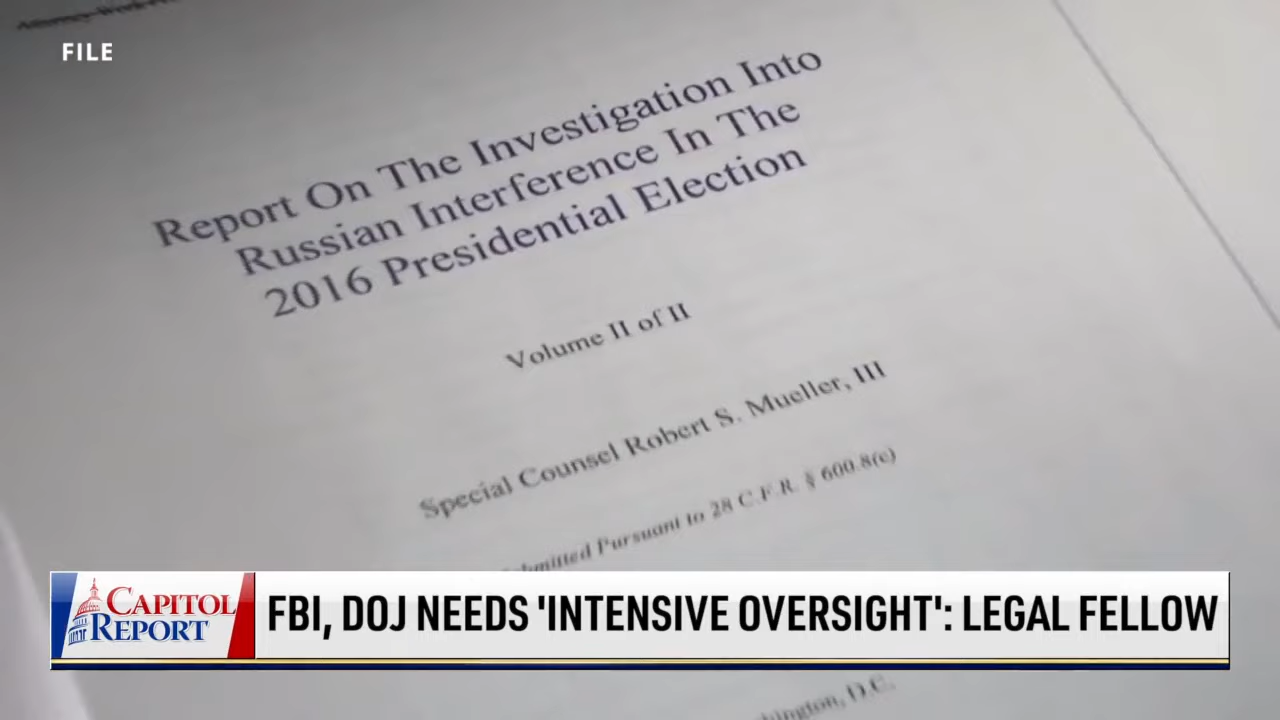 FILE
Report On The Investigation Into
Russian Interference In The
2016 Presidential Election
Volume II of II
Special Counsel Robert S. Mueller, III
Submitted Pursuant to 28 C.F.R. § 600.8(c)
CAPITOL
REPORT
FBI, DOJ NEEDS 'INTENSIVE OVERSIGHT': LEGAL FELLOW
D.C.